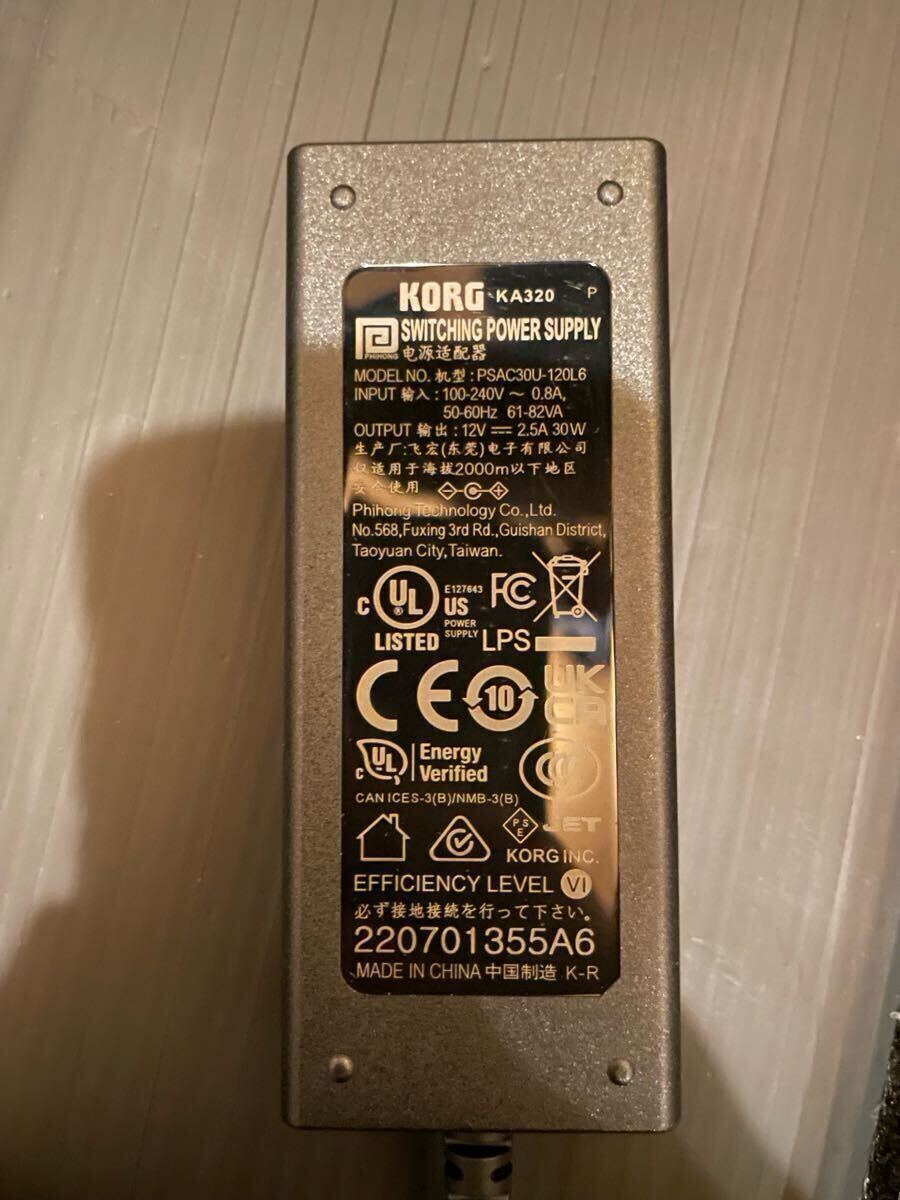 KORG KA320 P
PHIHONG
SWITCHING POWER SUPPLY
电源适配器
MODEL NO. 机型 : PSAC30U-120L6
INPUT 输入 : 100-240V ~ 0.8A,
50-60Hz 61-82VA
OUTPUT 输出 : 12V ⎓ 2.5A 30W
生产厂:飞宏(东莞)电子有限公司
仅适用于海拔2000m以下地区
安全使用
Phihong Technology Co.,Ltd.
No.568,Fuxing 3rd Rd.,Guishan District,
Taoyuan City,Taiwan.
C UL ® US LISTED
E127643
POWER
SUPPLY
FC
LPS
CE 10 UK
CA
C UL Energy
Verified
CCC
CAN ICES-3(B)/NMB-3(B)
PS
E
JET
KORG INC.
EFFICIENCY LEVEL VI
必ず接地接続を行って下さい。
220701355A6
MADE IN CHINA 中国制造 K-R